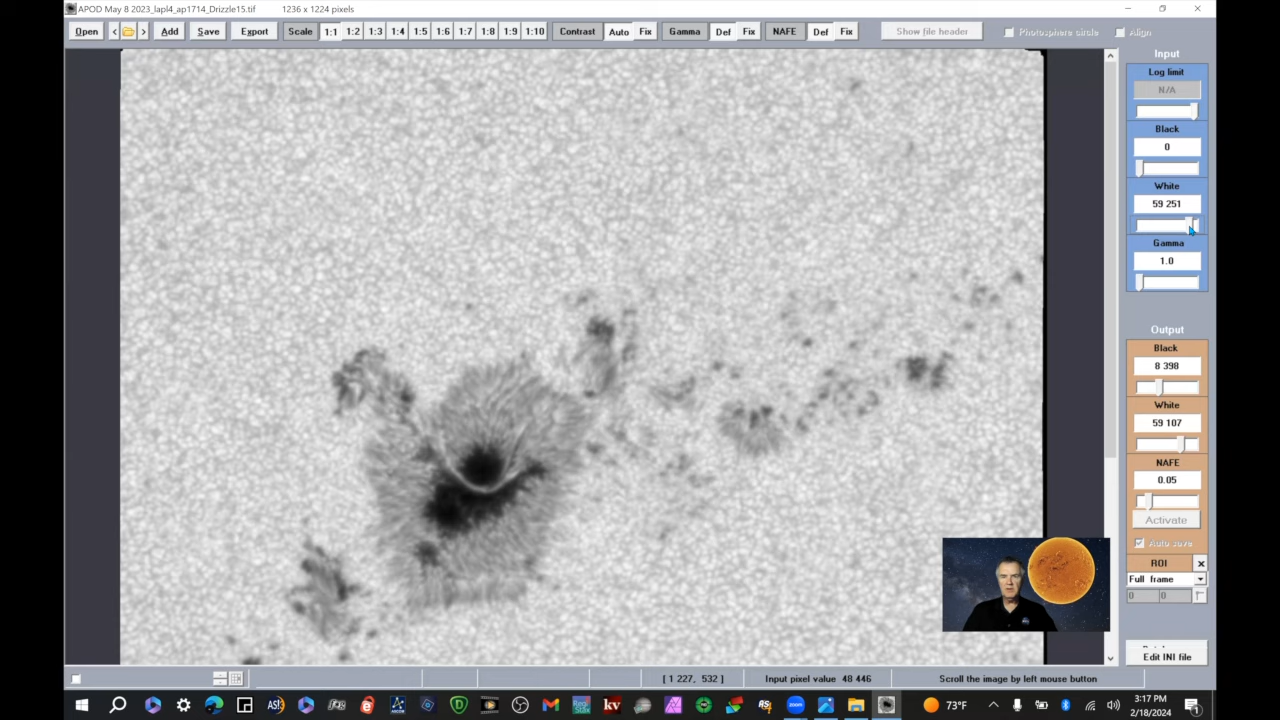 APOD May 8 2023_lapl4_ap1714_Drizzle15.tif 1236 x 1224 pixels
Open < > Add Save Export Scale 1:1 1:2 1:3 1:4 1:5 1:6 1:7 1:8 1:9 1:10 Contrast Auto Fix Gamma Def Fix NAFE Def Fix Show file header Photosphere circle Align
Input
Log limit
N/A
Black
0
White
59 251
Gamma
1.0
Output
Black
8 398
White
59 107
NAFE
0.05
Activate
Auto save
ROI x
Full frame
0 0
Edit INI file
[ 1 227, 532 ] Input pixel value 48 446 Scroll the image by left mouse button
kv
73°F
3:17 PM
2/18/2024